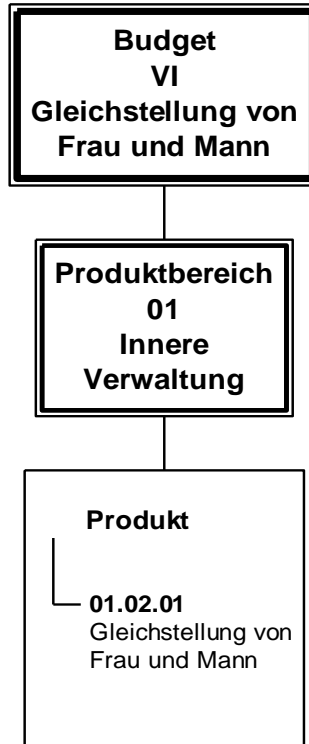 Budget
VI
Gleichstellung von
Frau und Mann
Produktbereich
01
Innere
Verwaltung
Produkt
01.02.01
Gleichstellung von
Frau und Mann